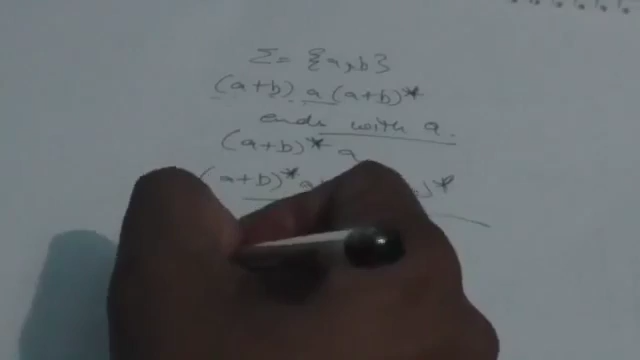 Σ = {a, b}
(a+b) a (a+b)*
ends with a.
(a+b)* a
(a+b)* a